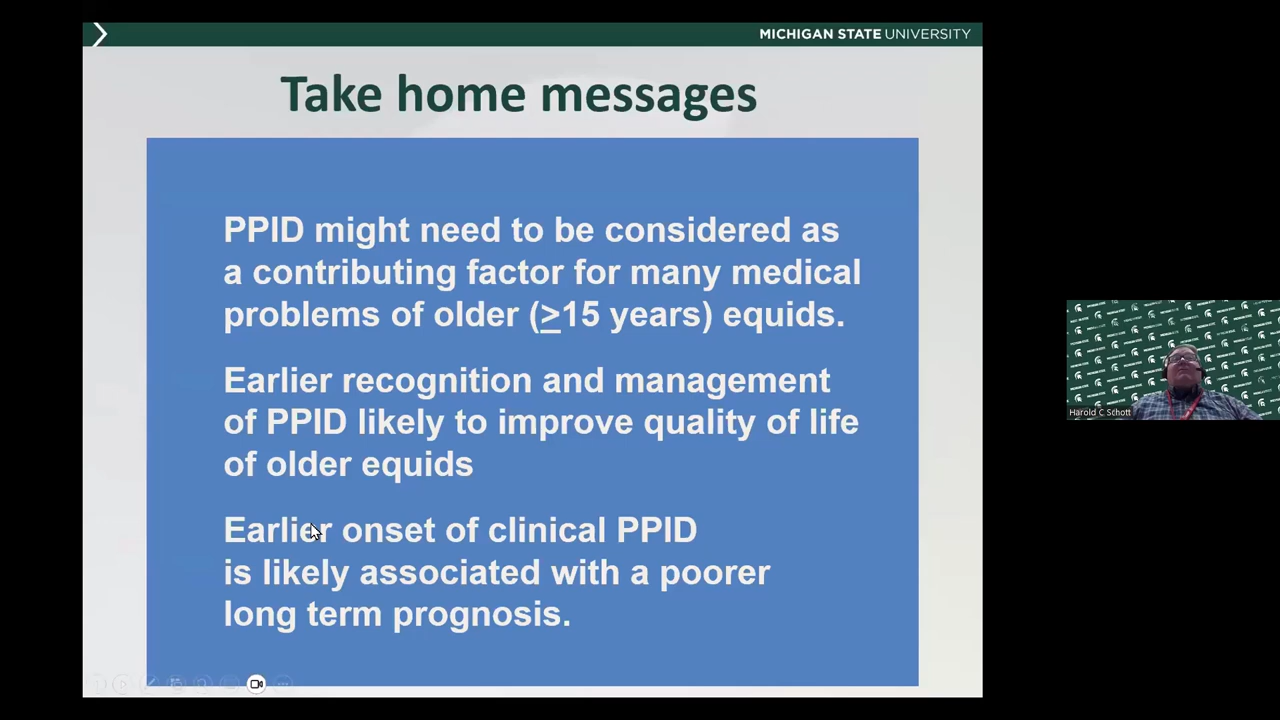 MICHIGAN STATE UNIVERSITY
Take home messages
PPID might need to be considered as
a contributing factor for many medical
problems of older (≥15 years) equids.
Earlier recognition and management
of PPID likely to improve quality of life
of older equids
Earlier onset of clinical PPID
is likely associated with a poorer
long term prognosis.
Harold C Schott